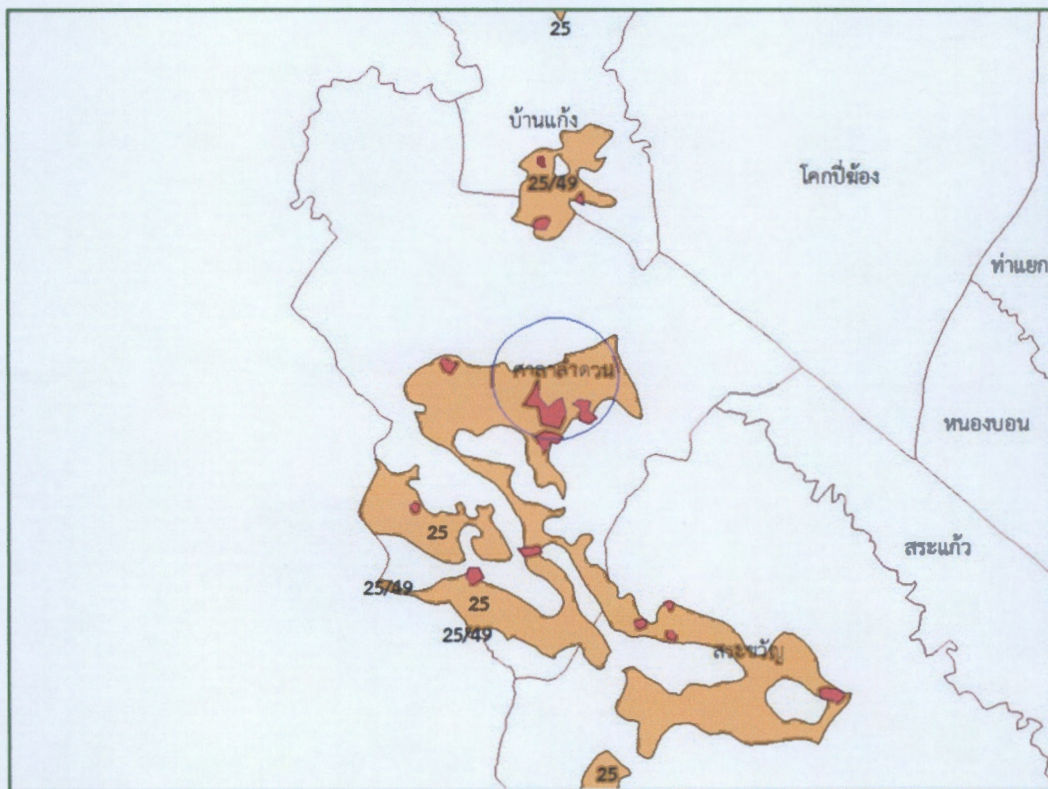 25
บ้านแก้ง
โคกปี่ฆ้อง
25/49
ท่าแยก
ศาลาลำดวน
หนองบอน
25
สระแก้ว
25/49
25
25/49
สระขวัญ
25